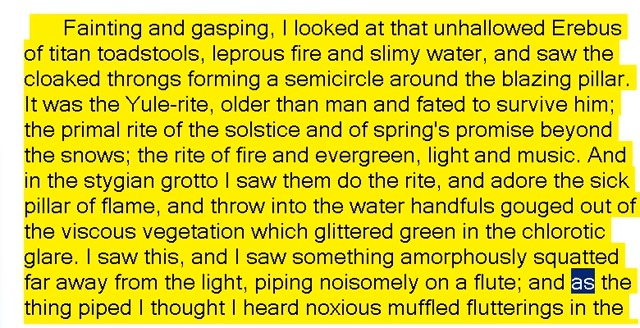 Fainting and gasping, I looked at that unhallowed Erebus
of titan toadstools, leprous fire and slimy water, and saw the
cloaked throngs forming a semicircle around the blazing pillar.
It was the Yule-rite, older than man and fated to survive him;
the primal rite of the solstice and of spring's promise beyond
the snows; the rite of fire and evergreen, light and music. And
in the stygian grotto I saw them do the rite, and adore the sick
pillar of flame, and throw into the water handfuls gouged out of
the viscous vegetation which glittered green in the chlorotic
glare. I saw this, and I saw something amorphously squatted
far away from the light, piping noisomely on a flute; and as the
thing piped I thought I heard noxious muffled flutterings in the